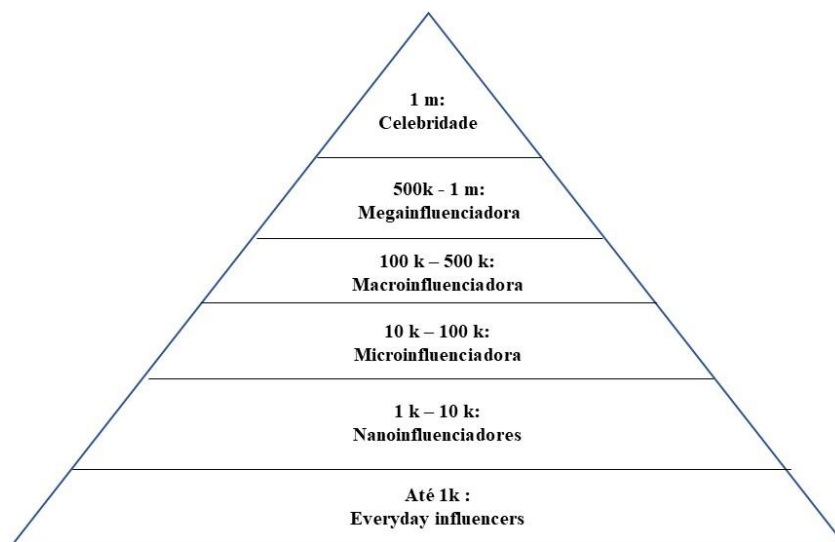 1 m:
Celebridade
500k - 1 m:
Megainfluenciadora
100 k – 500 k:
Macroinfluenciadora
10 k – 100 k:
Microinfluenciadora
1 k – 10 k:
Nanoinfluenciadores
Até 1k :
Everyday influencers